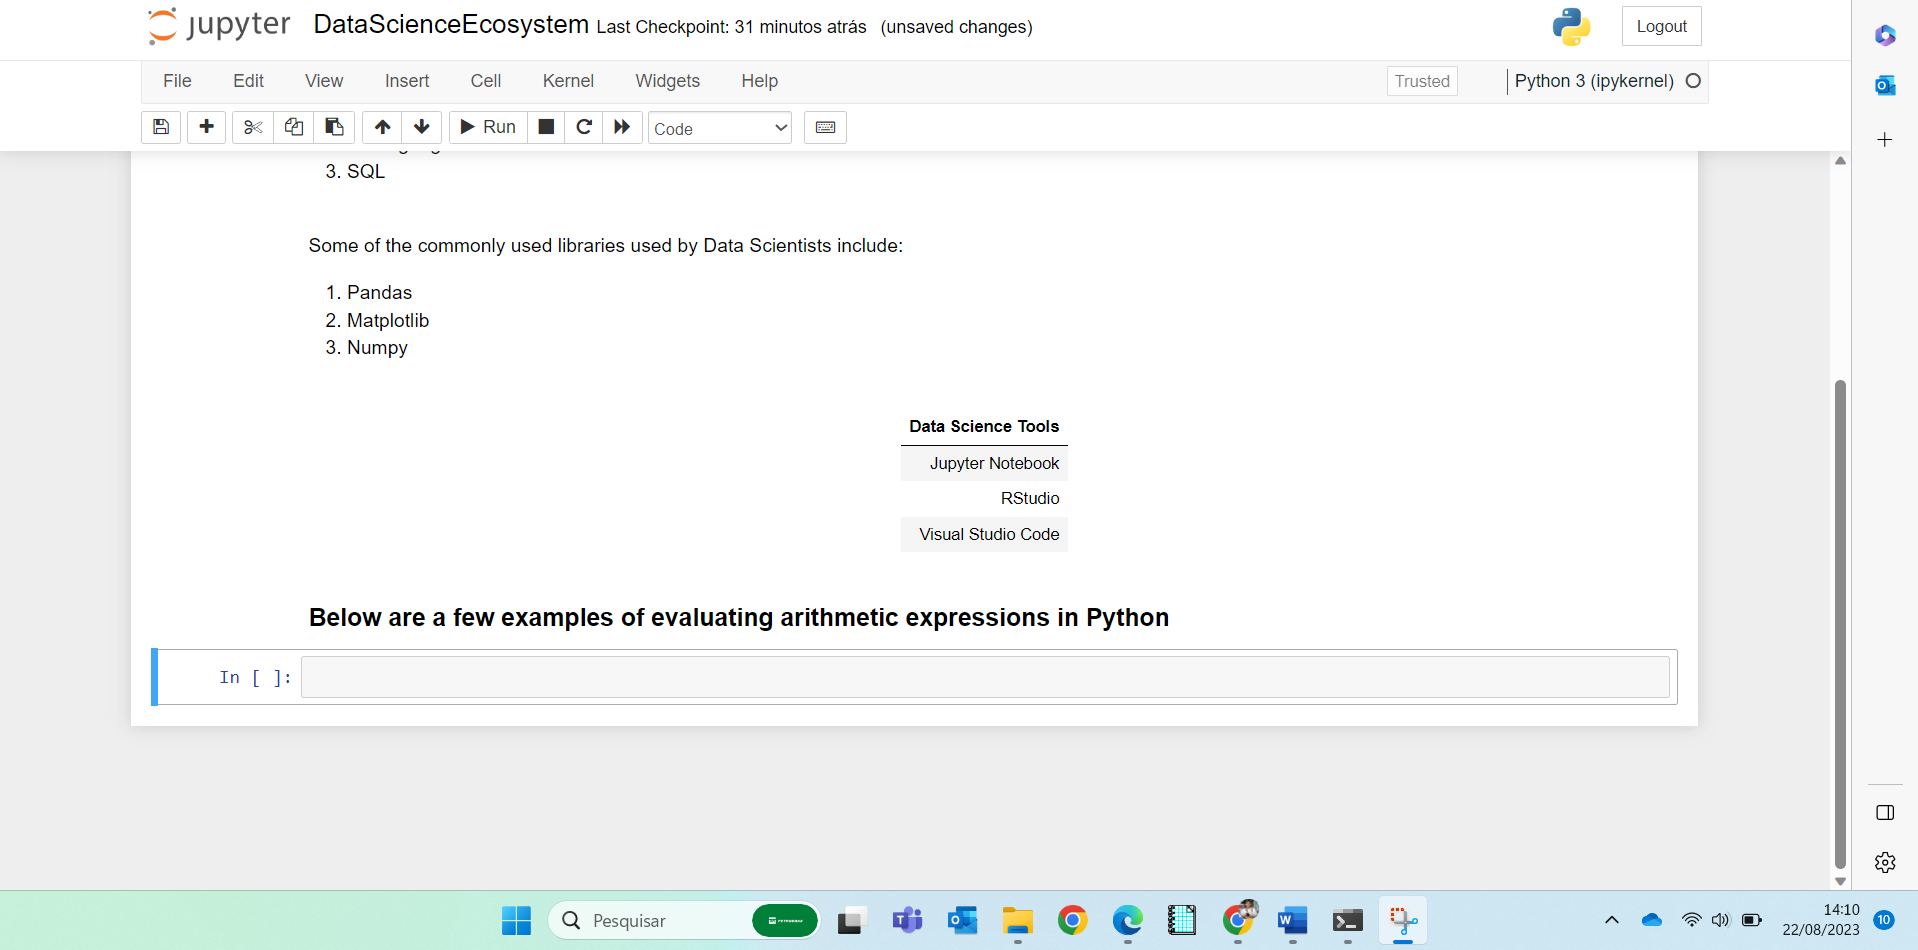 jupyter DataScienceEcosystem Last Checkpoint: 31 minutos atrás (unsaved changes) Logout
File Edit View Insert Cell Kernel Widgets Help Trusted Python 3 (ipykernel)
Run Code
3. SQL
Some of the commonly used libraries used by Data Scientists include:
1. Pandas
2. Matplotlib
3. Numpy
Data Science Tools
Jupyter Notebook
RStudio
Visual Studio Code
Below are a few examples of evaluating arithmetic expressions in Python
In [ ]:
Pesquisar
14:10
22/08/2023
10